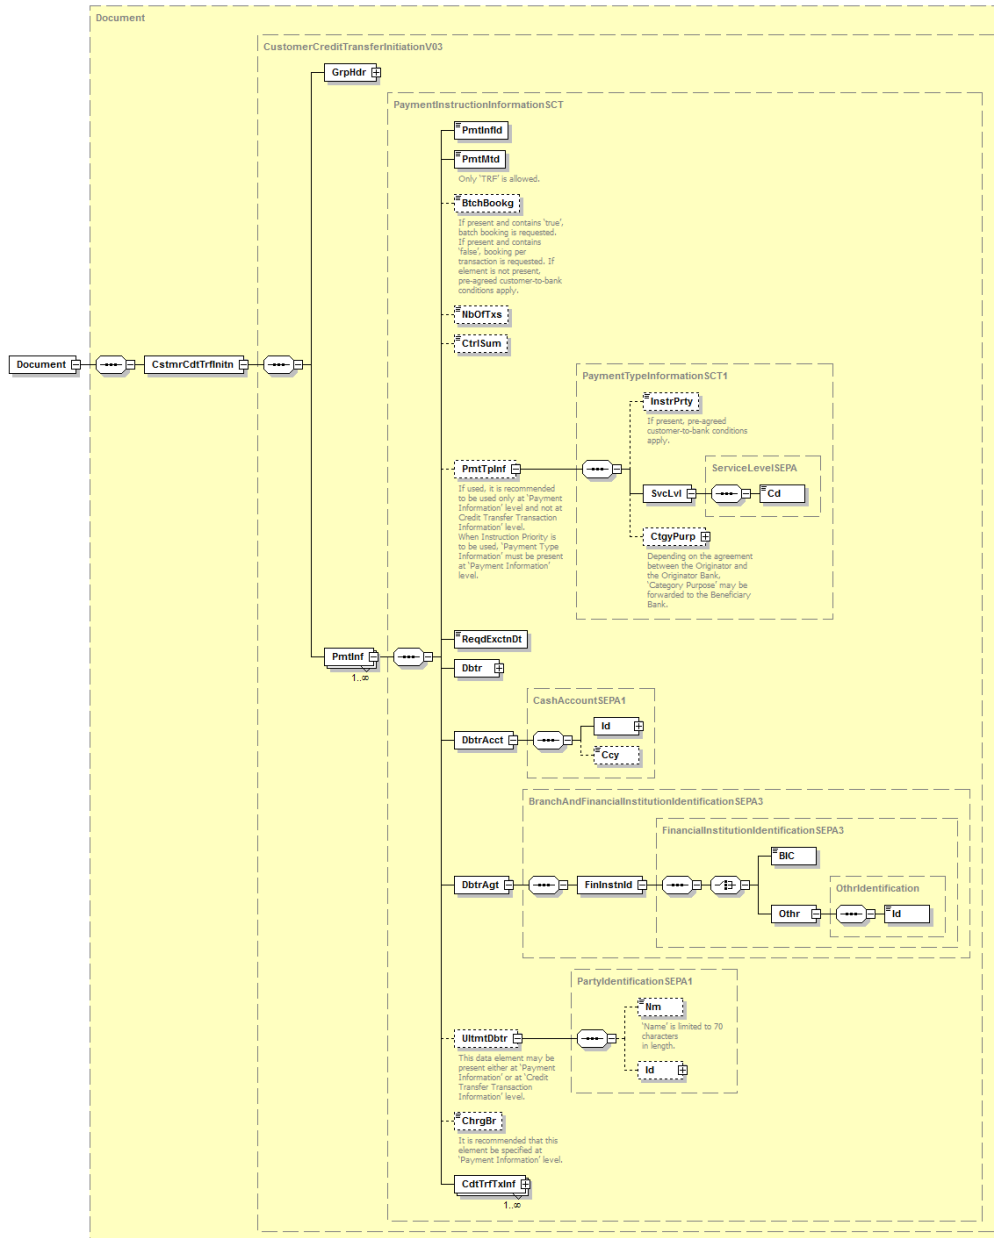 Document
CustomerCreditTransferInitiationV03
GrpHdr
PaymentInstructionInformationSCT
PmtInfId
PmtMtd
Only 'TRF' is allowed.
BtchBookg
If present and contains 'true',
batch booking is requested.
If present and contains
'false', booking per
transaction is requested. If
element is not present,
pre-agreed customer-to-bank
conditions apply.
NbOfTxs
CtrlSum
Document
CstmrCdtTrfInitn
PaymentTypeInformationSCT1
InstrPrty
If present, pre-agreed
customer-to-bank conditions
apply.
ServiceLevelSEPA
PmtTpInf
SvcLvl
Cd
If used, it is recommended
to be used only at 'Payment
Information' level and not at
Credit Transfer Transaction
Information' level.
When Instruction Priority is
to be used, 'Payment Type
Information' must be present
at 'Payment Information'
level.
CtgyPurp
Depending on the agreement
between the Originator and
the Originator Bank,
'Category Purpose' may be
forwarded to the Beneficiary
Bank.
ReqdExctnDt
PmtInf
1..∞
Dbtr
CashAccountSEPA1
DbtrAcct
Id
Ccy
BranchAndFinancialInstitutionIdentificationSEPA3
FinancialInstitutionIdentificationSEPA3
BIC
DbtrAgt
FinInstnId
OthrIdentification
Othr
Id
PartyIdentificationSEPA1
Nm
'Name' is limited to 70
characters
in length.
UltmtDbtr
Id
This data element may be
present either at 'Payment
Information' or at 'Credit
Transfer Transaction
Information' level.
ChrgBr
It is recommended that this
element be specified at
'Payment Information' level.
CdtTrfTxInf
1..∞